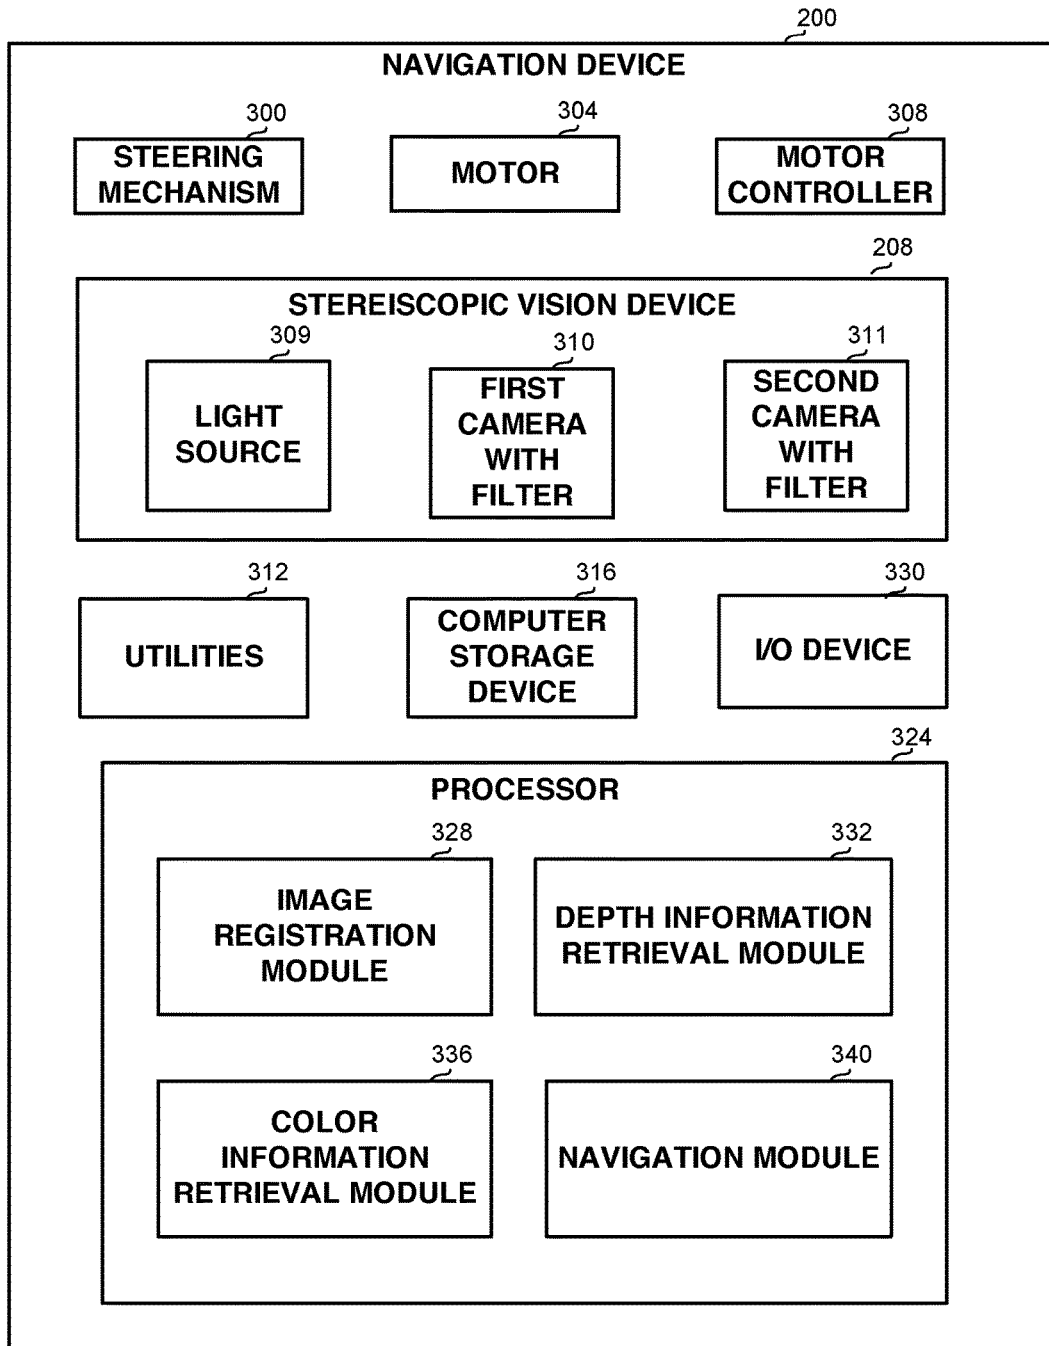 200
NAVIGATION DEVICE
300
STEERING
MECHANISM
304
MOTOR
308
MOTOR
CONTROLLER
208
STEREISCOPIC VISION DEVICE
309
LIGHT
SOURCE
310
FIRST
CAMERA
WITH
FILTER
311
SECOND
CAMERA
WITH
FILTER
312
UTILITIES
316
COMPUTER
STORAGE
DEVICE
330
I/O DEVICE
324
PROCESSOR
328
IMAGE
REGISTRATION
MODULE
332
DEPTH INFORMATION
RETRIEVAL MODULE
336
COLOR
INFORMATION
RETRIEVAL MODULE
340
NAVIGATION MODULE